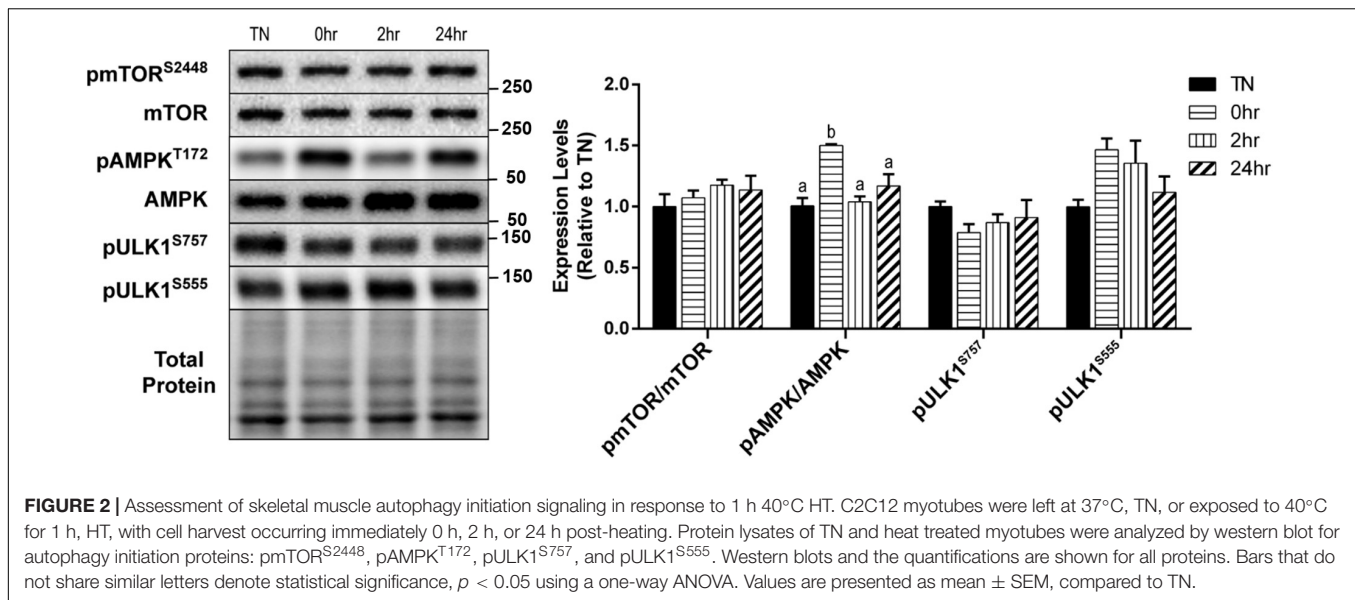 TN 0hr 2hr 24hr
pmTOR^S2448
250
mTOR
250
pAMPK^T172
50
AMPK
50
pULK1^S757
150
pULK1^S555
150
Total
Protein
Expression Levels
(Relative to TN)
2.0
1.5
1.0
0.5
0.0
a b a a
pmTOR/mTOR
pAMPK/AMPK
pULK1^S757
pULK1^S555
TN
0hr
2hr
24hr
FIGURE 2 | Assessment of skeletal muscle autophagy initiation signaling in response to 1 h 40°C HT. C2C12 myotubes were left at 37°C, TN, or exposed to 40°C
for 1 h, HT, with cell harvest occurring immediately 0 h, 2 h, or 24 h post-heating. Protein lysates of TN and heat treated myotubes were analyzed by western blot for
autophagy initiation proteins: pmTOR^S2448, pAMPK^T172, pULK1^S757, and pULK1^S555. Western blots and the quantifications are shown for all proteins. Bars that do
not share similar letters denote statistical significance, p < 0.05 using a one-way ANOVA. Values are presented as mean ± SEM, compared to TN.